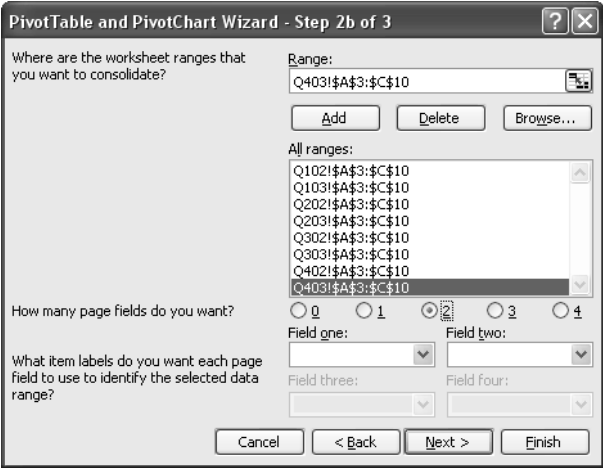 PivotTable and PivotChart Wizard - Step 2b of 3
Where are the worksheet ranges that
you want to consolidate?
Range:
Q403!$A$3:$C$10
Add
Delete
Browse...
All ranges:
Q102!$A$3:$C$10
Q103!$A$3:$C$10
Q202!$A$3:$C$10
Q203!$A$3:$C$10
Q302!$A$3:$C$10
Q303!$A$3:$C$10
Q402!$A$3:$C$10
Q403!$A$3:$C$10
How many page fields do you want?
0
1
2
3
4
What item labels do you want each page
field to use to identify the selected data
range?
Field one:
Field two:
Field three:
Field four:
Cancel
< Back
Next >
Finish